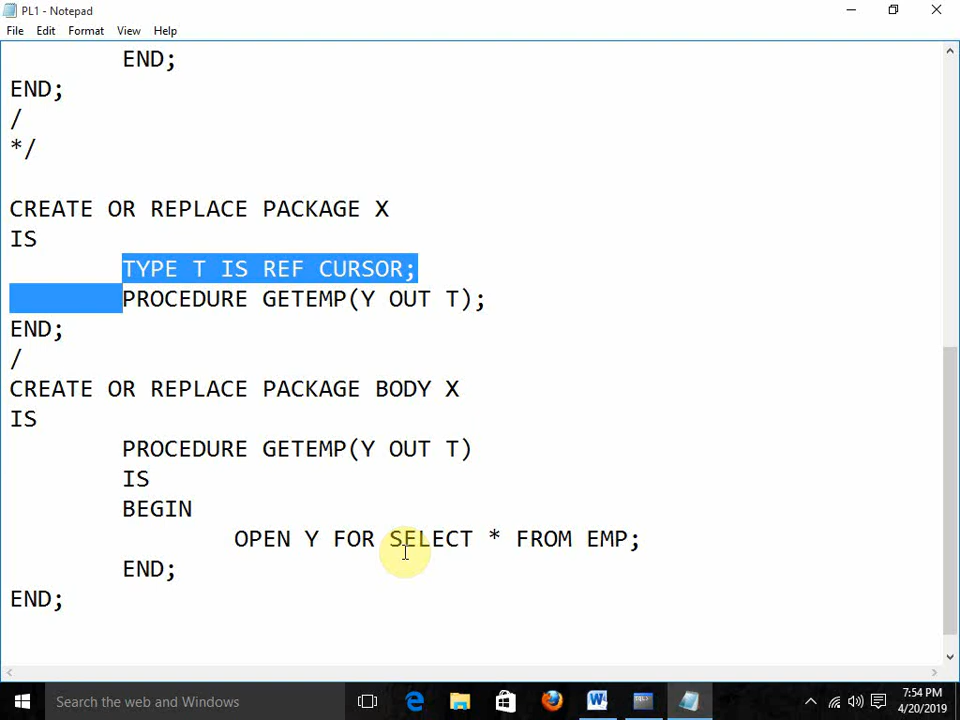 PL1 - Notepad
File Edit Format View Help
END;
END;
/
*/
CREATE OR REPLACE PACKAGE X
IS
TYPE T IS REF CURSOR;
PROCEDURE GETEMP(Y OUT T);
END;
/
CREATE OR REPLACE PACKAGE BODY X
IS
PROCEDURE GETEMP(Y OUT T)
IS
BEGIN
OPEN Y FOR SELECT * FROM EMP;
END;
END;
Search the web and Windows
7:54 PM
4/20/2019